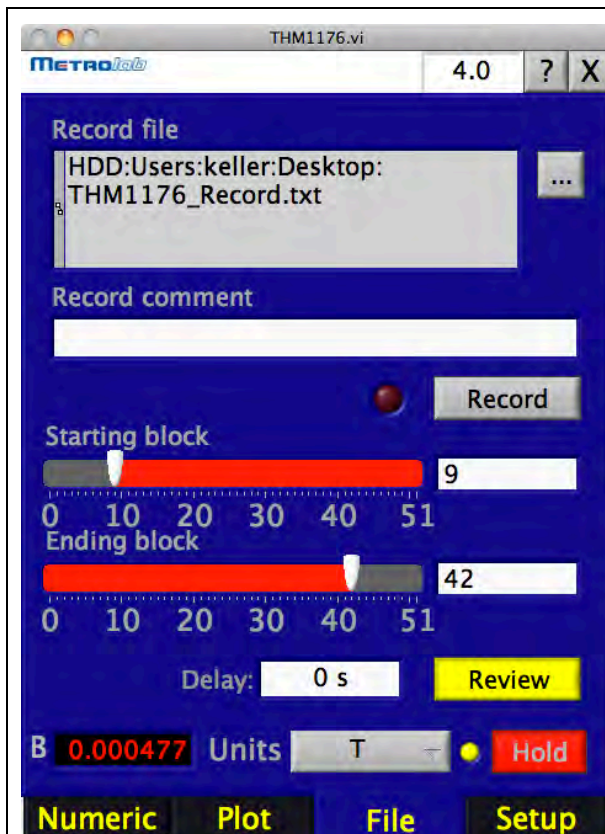 THM1176.vi
METROlab
4.0 ? X
Record file
HDD:Users:keller:Desktop:
THM1176_Record.txt
...
Record comment
Record
Starting block
9
0 10 20 30 40 51
Ending block
42
0 10 20 30 40 51
Delay: 0 s Review
B 0.000477 Units T Hold
Numeric Plot File Setup